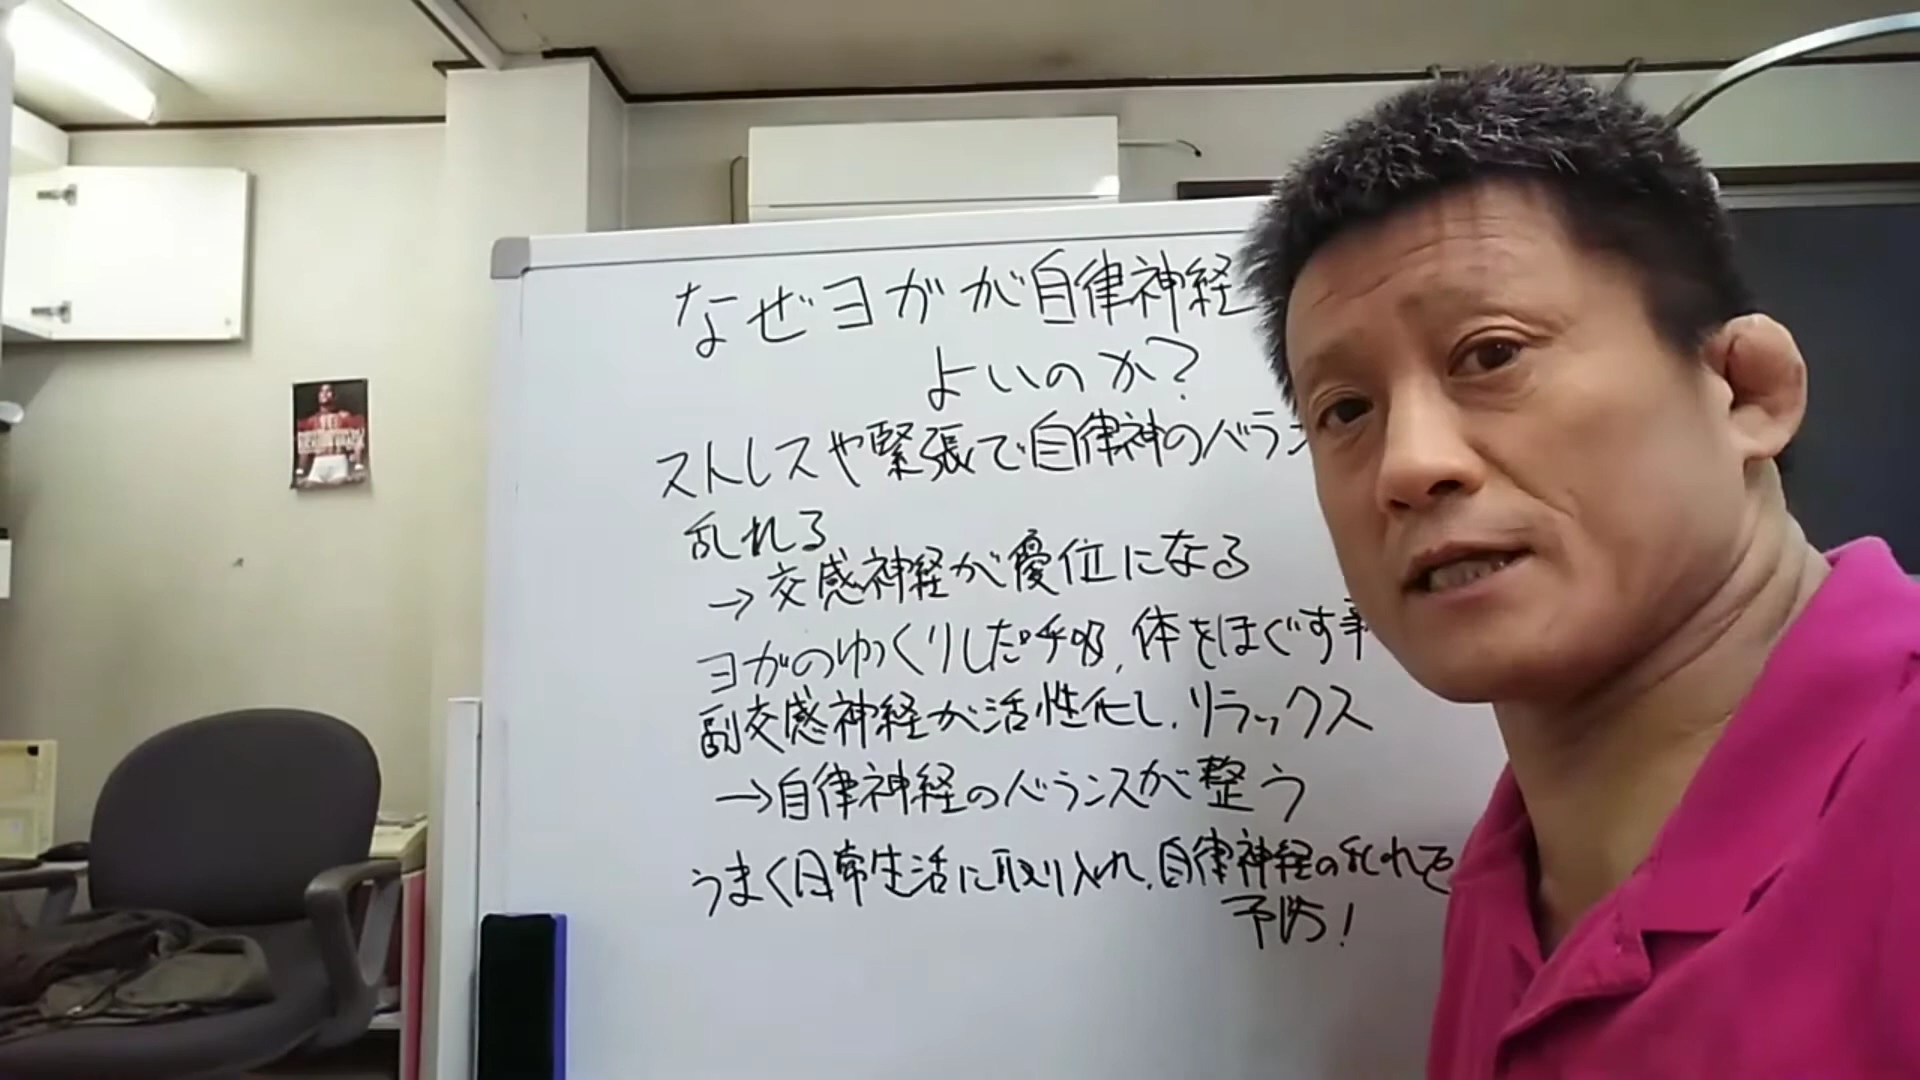 なぜヨガが自律神経
よいのか?
ストレスや緊張で自律神のバラン
乱れる
→交感神経が優位になる
ヨガのゆっくりした呼吸,体をほぐす事
副交感神経が活性化し,リラックス
→自律神経のバランスが整う
うまく日常生活に取り入れ,自律神経の乱れを
予防!